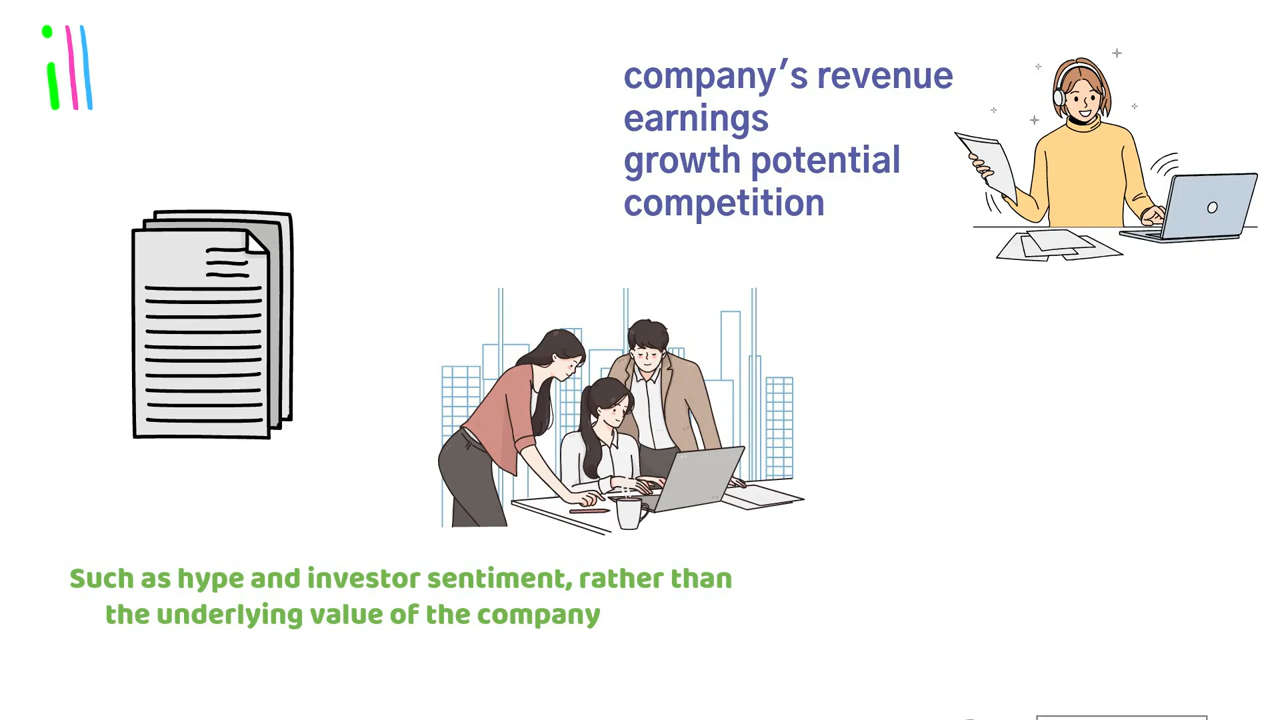 ill
company's revenue
earnings
growth potential
competition
Such as hype and investor sentiment, rather than
the underlying value of the company